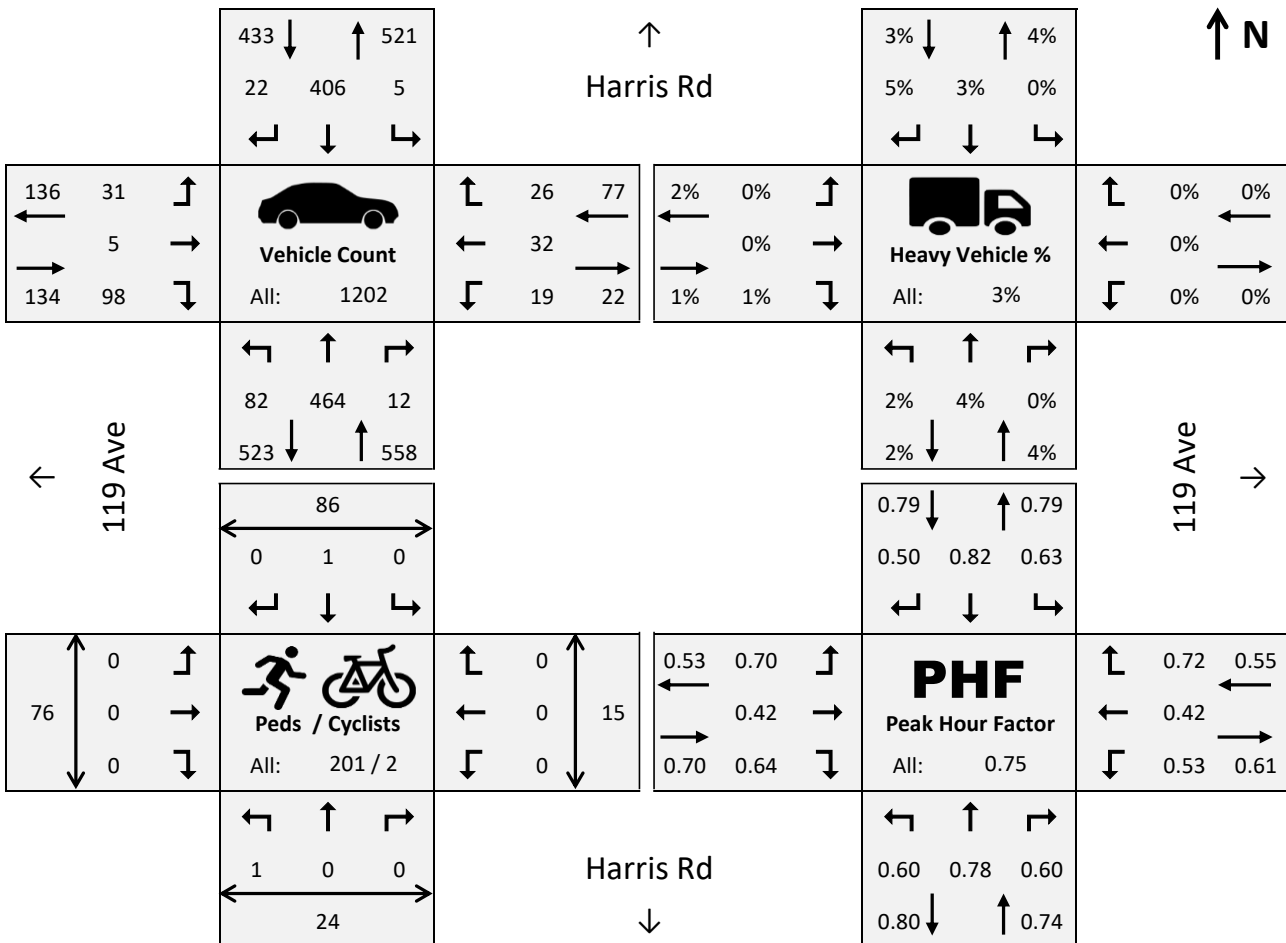 433 521
22 406 5
Harris Rd
3% 4%
5% 3% 0%
N
136 31
5
134 98
Vehicle Count
All: 1202
26 77
32
19 22
2% 0%
0%
1% 1%
Heavy Vehicle %
All: 3%
0% 0%
0%
0% 0%
82 464 12
523 558
2% 4% 0%
2% 4%
119 Ave
119 Ave
86
0 1 0
0.79 0.79
0.50 0.82 0.63
76
0
0
0
Peds / Cyclists
All: 201 / 2
0
0
0
15
0.53 0.70
0.42
0.70 0.64
PHF
Peak Hour Factor
All: 0.75
0.72 0.55
0.42
0.53 0.61
1 0 0
24
Harris Rd
0.60 0.78 0.60
0.80 0.74